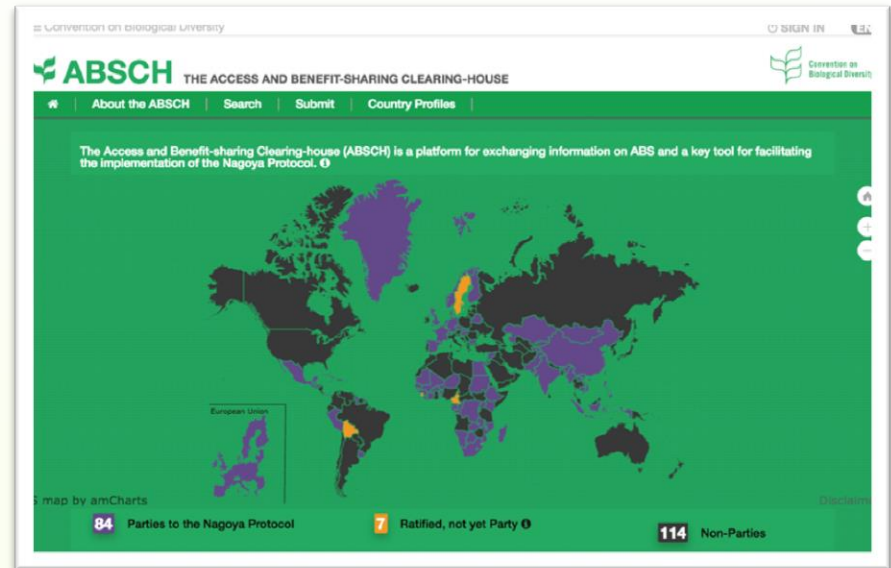 Convention on Biological Diversity
SIGN IN
ABSCH THE ACCESS AND BENEFIT-SHARING CLEARING-HOUSE
Convention on
Biological Diversity
About the ABSCH | Search | Submit | Country Profiles |
The Access and Benefit-sharing Clearing-house (ABSCH) is a platform for exchanging information on ABS and a key tool for facilitating
the implementation of the Nagoya Protocol.
European Union
map by amCharts
Disclaim
84 Parties to the Nagoya Protocol
7 Ratified, not yet Party
114 Non-Parties